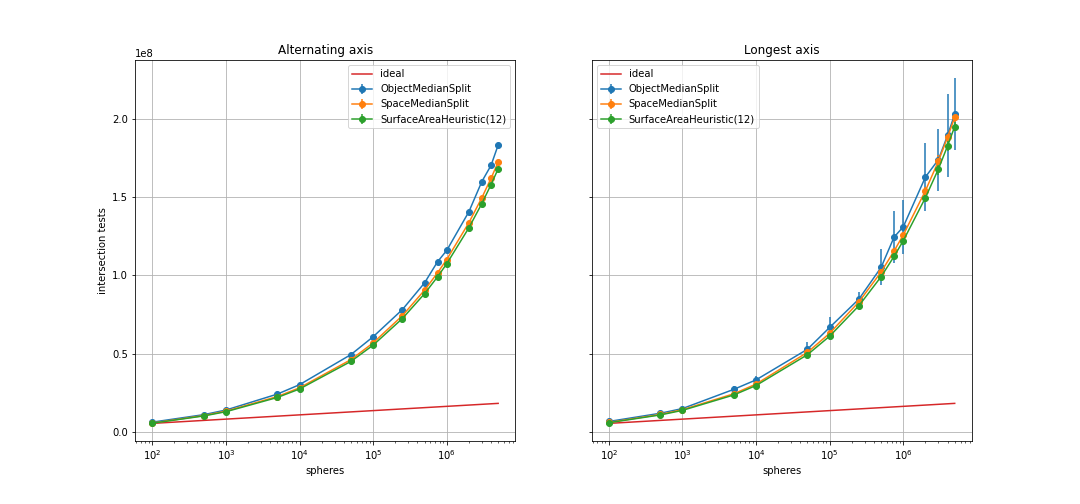 Alternating axis
1e8
ideal
ObjectMedianSplit
SpaceMedianSplit
SurfaceAreaHeuristic(12)
2.0
1.5
1.0
0.5
0.0
intersection tests
10²
10³
10⁴
10⁵
10⁶
spheres
Longest axis
ideal
ObjectMedianSplit
SpaceMedianSplit
SurfaceAreaHeuristic(12)
10²
10³
10⁴
10⁵
10⁶
spheres